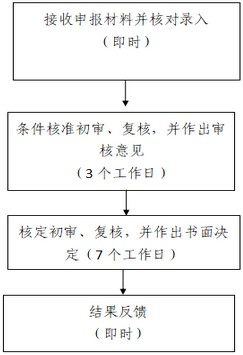 接收申报材料并核对录入
（即时）
条件核准初审、复核，并作出审
核意见
（3 个工作日）
核定初审、复核，并作出书面决
定（7 个工作日）
结果反馈
（即时）